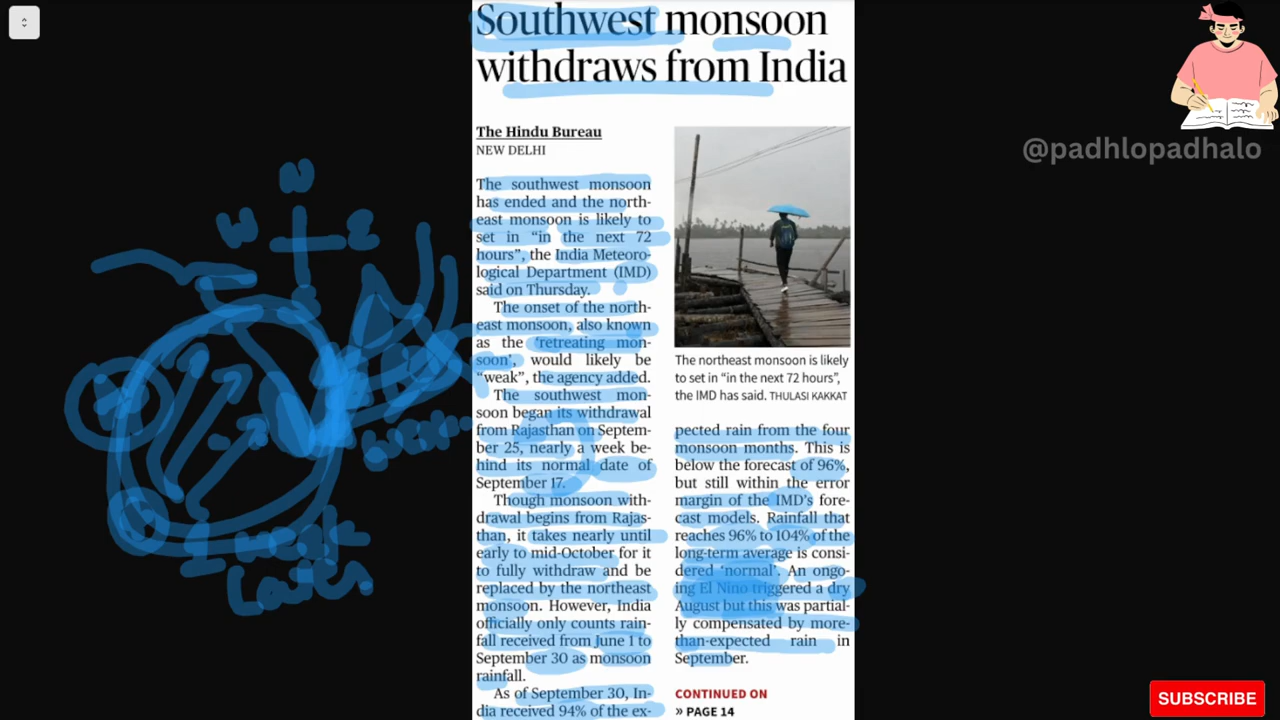 Southwest monsoon
withdraws from India
The Hindu Bureau
NEW DELHI
The southwest monsoon
has ended and the north-
east monsoon is likely to
set in “in the next 72
hours”, the India Meteoro-
logical Department (IMD)
said on Thursday.
The onset of the north-
east monsoon, also known
as the ‘retreating mon-
soon’, would likely be
“weak”, the agency added.
The southwest mon-
soon began its withdrawal
from Rajasthan on Septem-
ber 25, nearly a week be-
hind its normal date of
September 17.
Though monsoon with-
drawal begins from Rajas-
than, it takes nearly until
early to mid-October for it
to fully withdraw and be
replaced by the northeast
monsoon. However, India
officially only counts rain-
fall received from June 1 to
September 30 as monsoon
rainfall.
As of September 30, In-
dia received 94% of the ex-
The northeast monsoon is likely
to set in “in the next 72 hours”,
the IMD has said. THULASI KAKKAT
pected rain from the four
monsoon months. This is
below the forecast of 96%,
but still within the error
margin of the IMD’s fore-
cast models. Rainfall that
reaches 96% to 104% of the
long-term average is consi-
dered ‘normal’. An ongo-
ing El Nino triggered a dry
August but this was partial-
ly compensated by more-
than-expected rain in
September.
CONTINUED ON
» PAGE 14
N
W
E
@padhlopadhalo
SUBSCRIBE